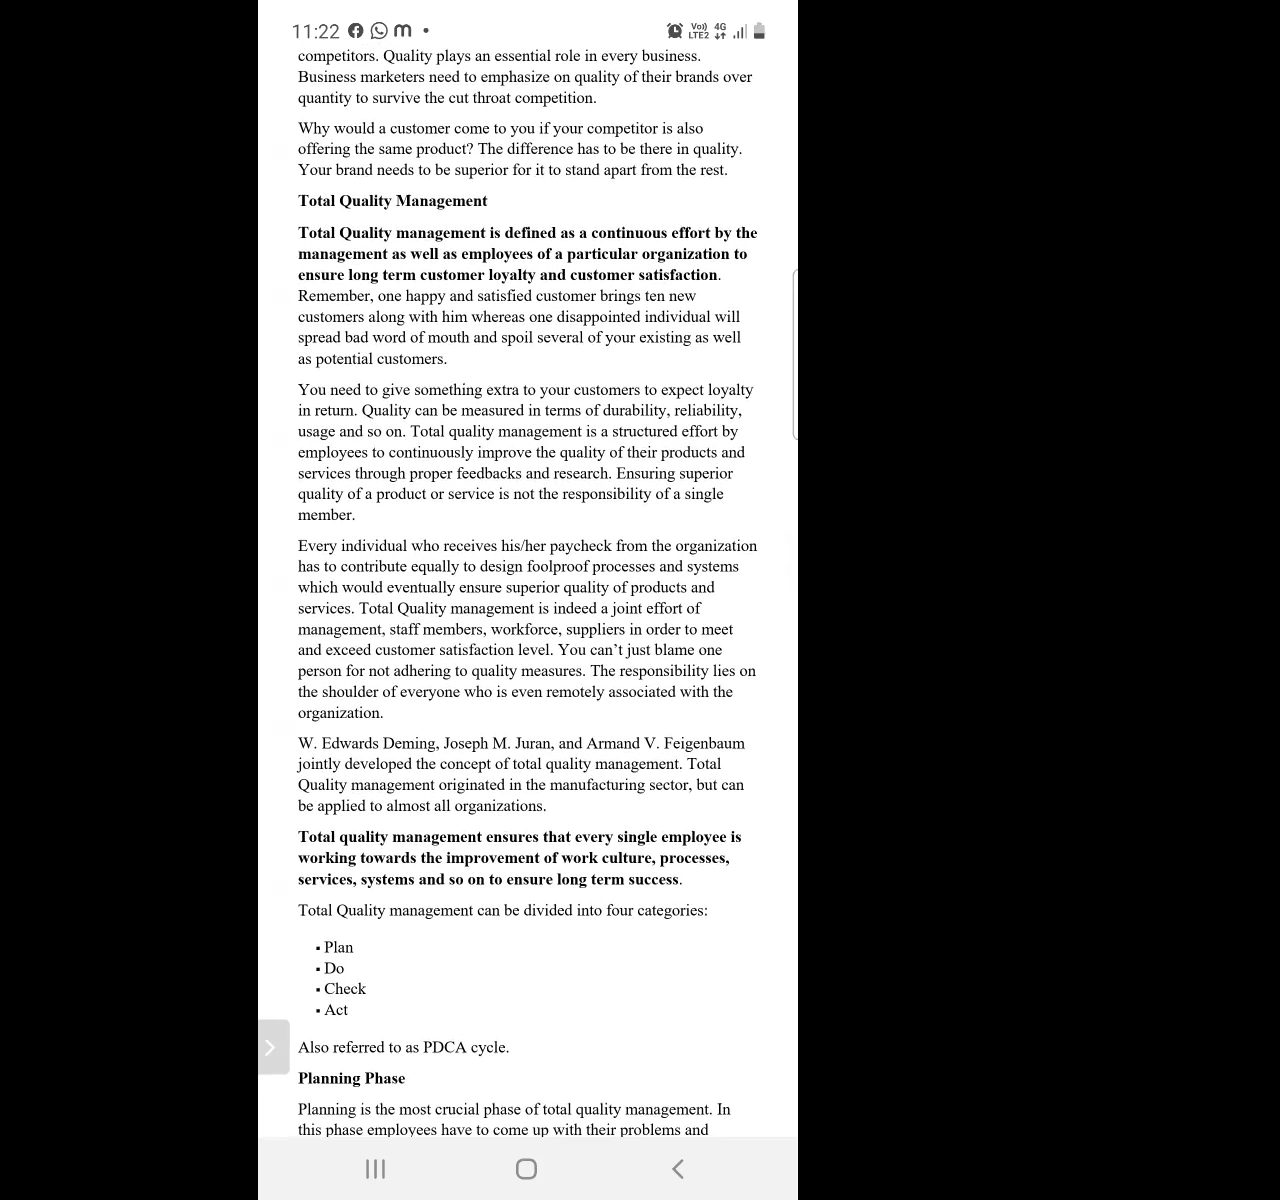 11:22
Vo)) 4G
LTE2
competitors. Quality plays an essential role in every business.
Business marketers need to emphasize on quality of their brands over
quantity to survive the cut throat competition.
Why would a customer come to you if your competitor is also
offering the same product? The difference has to be there in quality.
Your brand needs to be superior for it to stand apart from the rest.
Total Quality Management
Total Quality management is defined as a continuous effort by the
management as well as employees of a particular organization to
ensure long term customer loyalty and customer satisfaction.
Remember, one happy and satisfied customer brings ten new
customers along with him whereas one disappointed individual will
spread bad word of mouth and spoil several of your existing as well
as potential customers.
You need to give something extra to your customers to expect loyalty
in return. Quality can be measured in terms of durability, reliability,
usage and so on. Total quality management is a structured effort by
employees to continuously improve the quality of their products and
services through proper feedbacks and research. Ensuring superior
quality of a product or service is not the responsibility of a single
member.
Every individual who receives his/her paycheck from the organization
has to contribute equally to design foolproof processes and systems
which would eventually ensure superior quality of products and
services. Total Quality management is indeed a joint effort of
management, staff members, workforce, suppliers in order to meet
and exceed customer satisfaction level. You can’t just blame one
person for not adhering to quality measures. The responsibility lies on
the shoulder of everyone who is even remotely associated with the
organization.
W. Edwards Deming, Joseph M. Juran, and Armand V. Feigenbaum
jointly developed the concept of total quality management. Total
Quality management originated in the manufacturing sector, but can
be applied to almost all organizations.
Total quality management ensures that every single employee is
working towards the improvement of work culture, processes,
services, systems and so on to ensure long term success.
Total Quality management can be divided into four categories:
▪ Plan
▪ Do
▪ Check
▪ Act
Also referred to as PDCA cycle.
Planning Phase
Planning is the most crucial phase of total quality management. In
this phase employees have to come up with their problems and